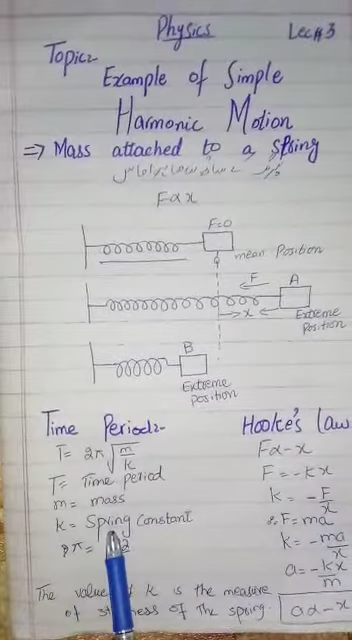 Physics
Lec#3
Topic:-
Example of Simple
Harmonic Motion
⇒ Mass attached to a spring
F∝x
F=0
mean Position
F
A
x
Extreme
Position
B
Extreme
position
Time Period:-
T = 2π√(m/k)
T = Time period
m = mass
k = Spring Constant
Hooke's law
F∝-x
F = -kx
k = -F/x
∴ F = ma
k = -ma/x
a = -kx/m
a∝-x
The value k is the measure
of of the spring.